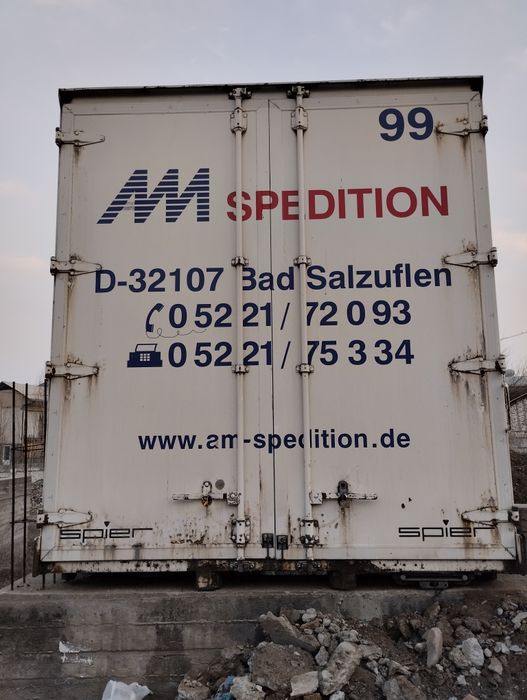 99
AM SPEDITION
D-32107 Bad Salzuflen
0 52 21 / 72 0 93
0 52 21 / 75 3 34
www.am-spedition.de
spier spier